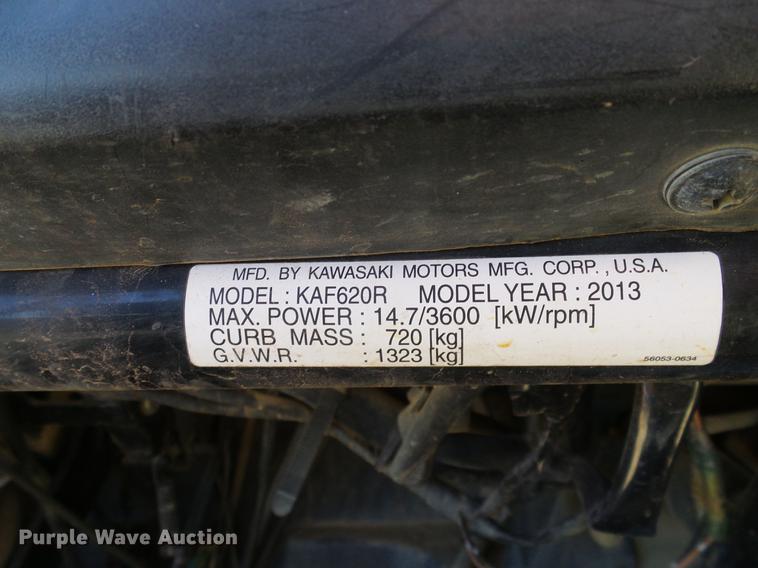 MFD. BY KAWASAKI MOTORS MFG. CORP., U.S.A.
MODEL : KAF620R MODEL YEAR : 2013
MAX. POWER : 14.7/3600 [kW/rpm]
CURB MASS : 720 [kg]
G.V.W.R. : 1323 [kg]
56053-0634
Purple Wave Auction